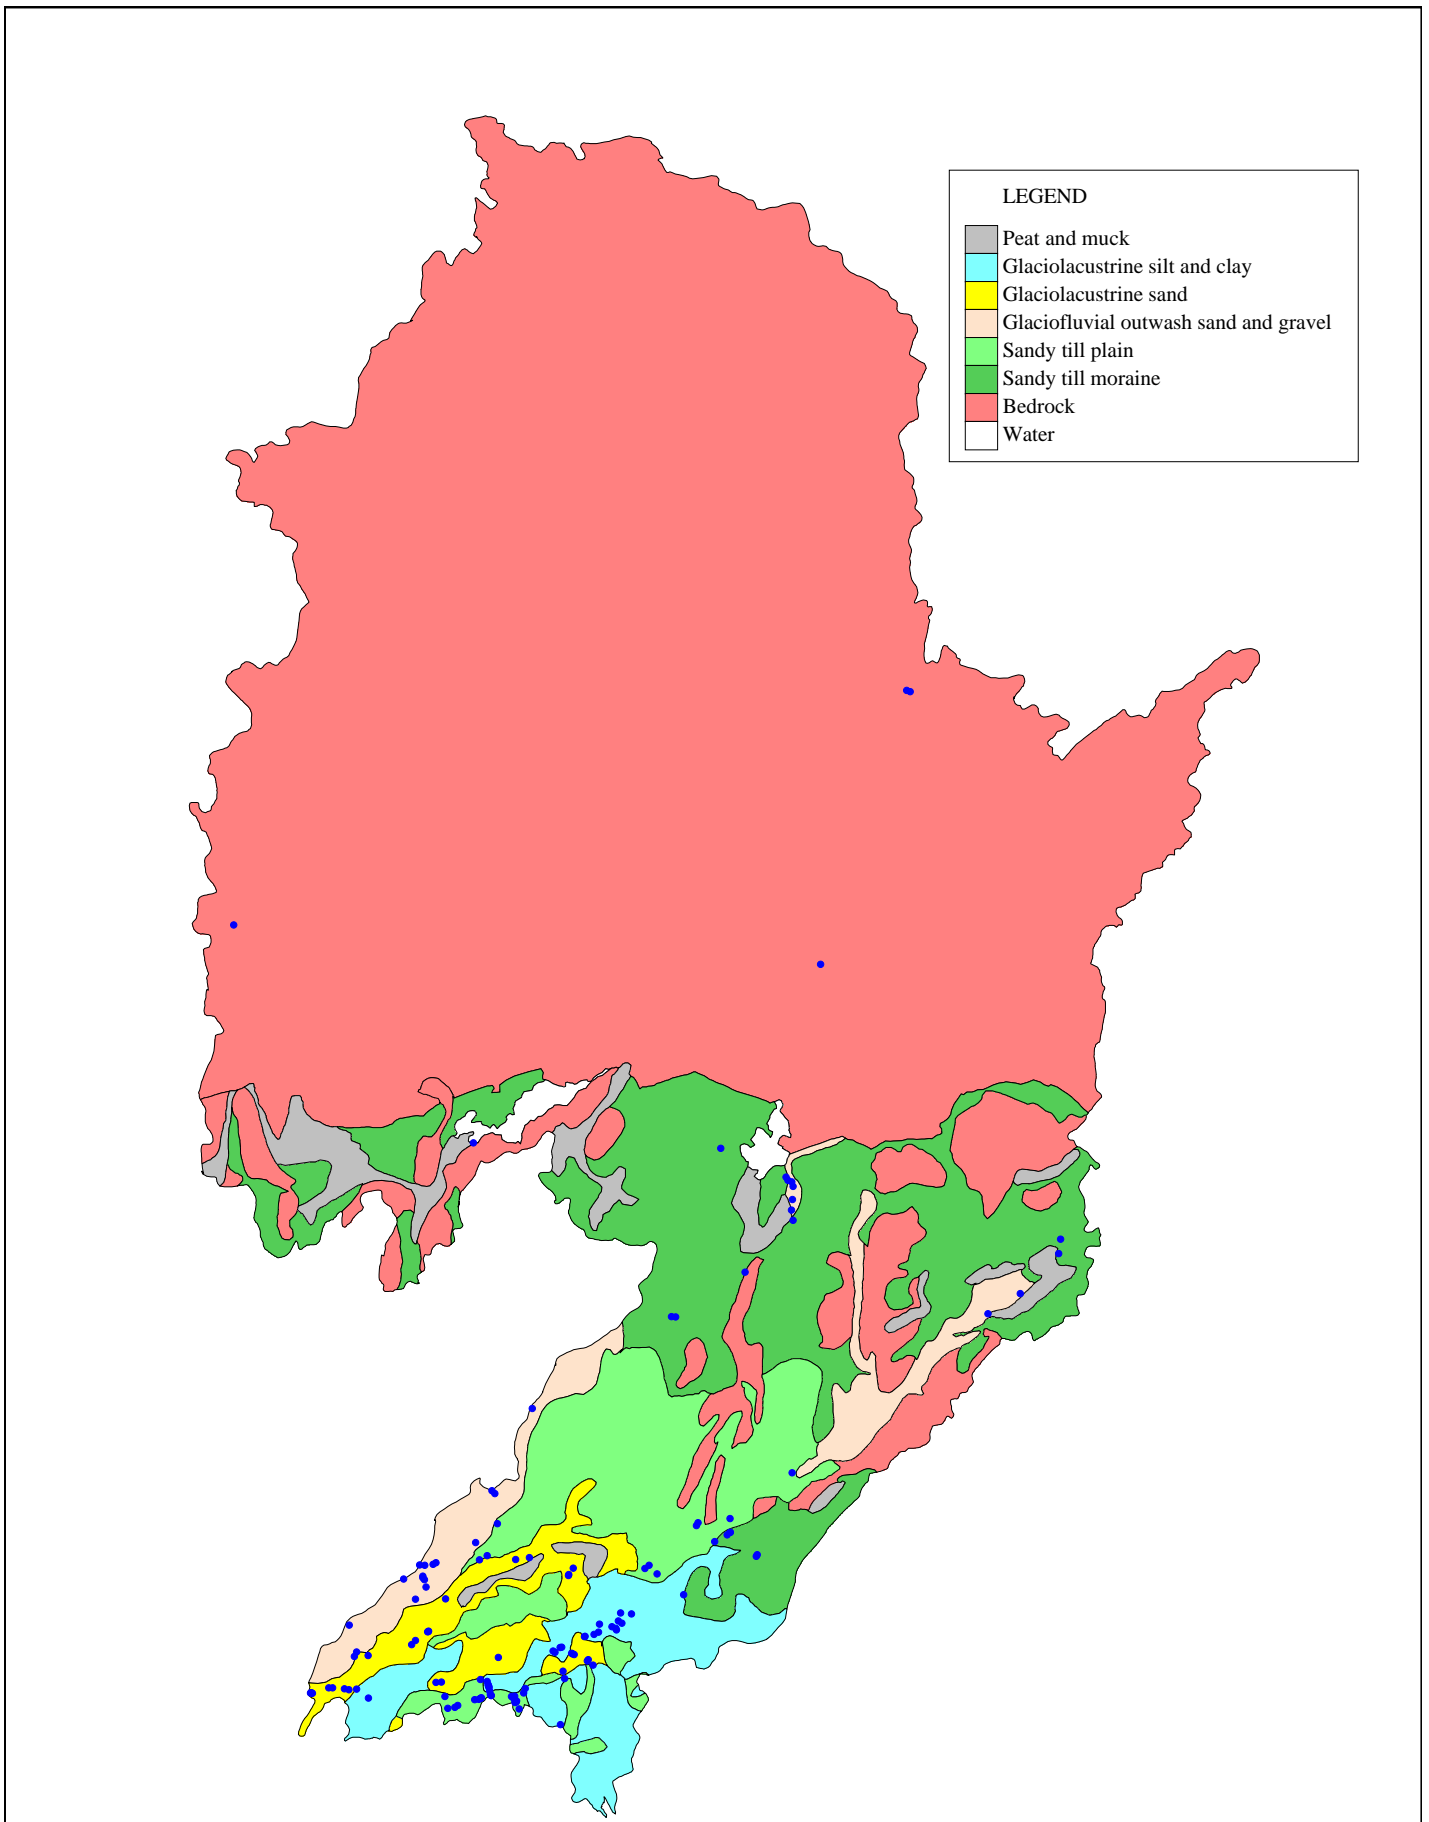 LEGEND
Peat and muck
Glaciolacustrine silt and clay
Glaciolacustrine sand
Glaciofluvial outwash sand and gravel
Sandy till plain
Sandy till moraine
Bedrock
Water